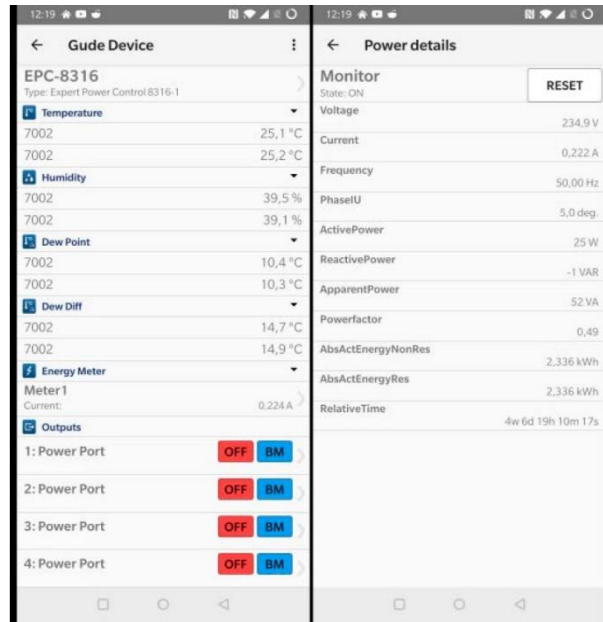 12:19
Gude Device
EPC-8316
Type: Expert Power Control 8316-1
Temperature
7002 25,1 °C
7002 25,2 °C
Humidity
7002 39,5 %
7002 39,1 %
Dew Point
7002 10,4 °C
7002 10,3 °C
Dew Diff
7002 14,7 °C
7002 14,9 °C
Energy Meter
Meter1
Current: 0,224 A
Outputs
1: Power Port OFF BM
2: Power Port OFF BM
3: Power Port OFF BM
4: Power Port OFF BM
12:19
Power details
Monitor
State: ON
RESET
Voltage
234,9 V
Current
0,222 A
Frequency
50,00 Hz
PhaseIU
5,0 deg.
ActivePower
25 W
ReactivePower
-1 VAR
ApparentPower
52 VA
Powerfactor
0,49
AbsActEnergyNonRes
2,336 kWh
AbsActEnergyRes
2,336 kWh
RelativeTime
4w 6d 19h 10m 17s